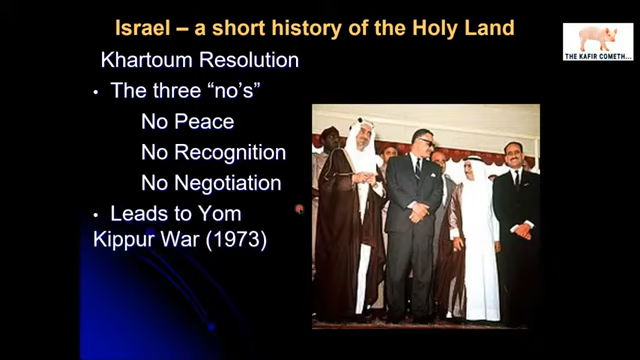 Israel – a short history of the Holy Land
THE KAFIR COMETH...
Khartoum Resolution
• The three “no's”
No Peace
No Recognition
No Negotiation
• Leads to Yom
Kippur War (1973)